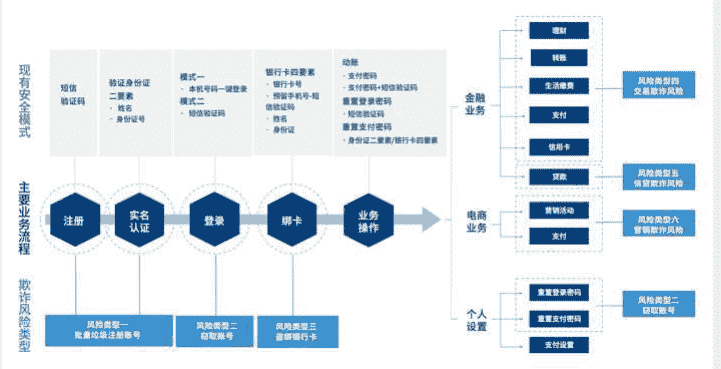 现有安全模式
短信
验证码
验证身份证
二要素
· 姓名
· 身份证号
模式一
· 本机号码一键登录
模式二
· 短信验证码
银行卡四要素
· 银行卡号
· 预留手机号-短
信验证码
· 姓名
· 身份证
动账
· 支付密码
· 支付密码+短信验证码
重置登录密码
· 短信验证码
重置支付密码
· 身份证二要素/银行卡四要素
主要业务流程
注册
实名
认证
登录
绑卡
业务
操作
欺诈风险类型
风险类型一
批量垃圾注册账号
风险类型二
窃取账号
风险类型三
盗绑银行卡
金融
业务
理财
转账
生活缴费
支付
信用卡
贷款
风险类型四
交易欺诈风险
风险类型五
信贷欺诈风险
电商
业务
营销活动
支付
风险类型六
营销欺诈风险
个人
设置
重置登录密码
重置支付密码
支付设置
风险类型二
窃取账号